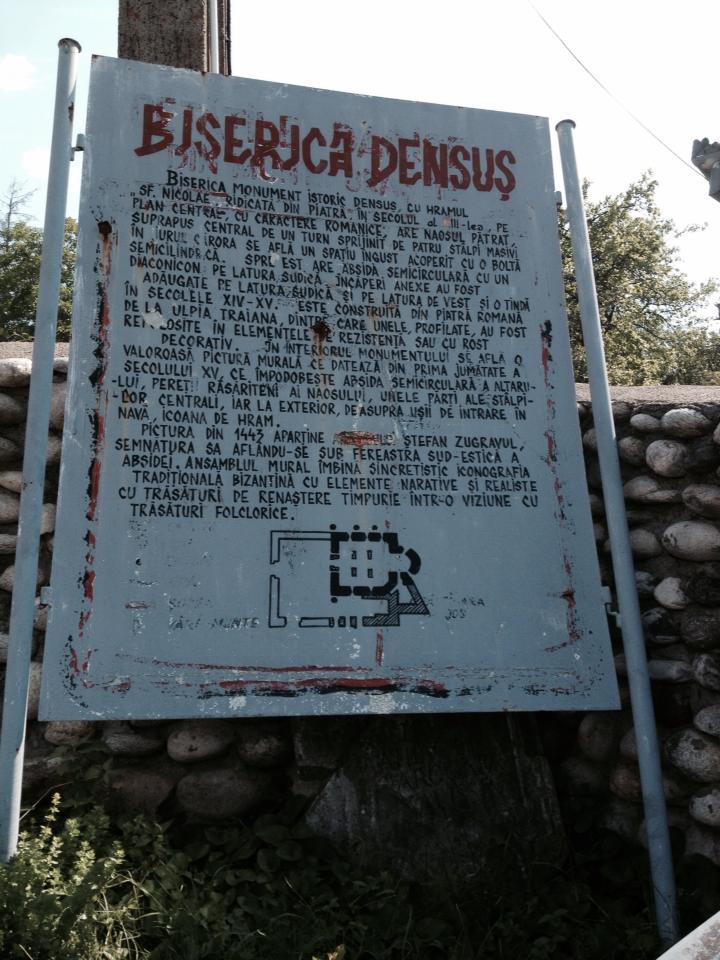 BISERICĂ DENSUȘ
BISERICA MONUMENT ISTORIC DENSUȘ, CU HRAMUL
„SF. NICOLAE” RIDICATĂ DIN PIATRĂ, ÎN SECOLUL al III-lea, PE
PLAN CENTRAL, CU CARACTERE ROMANICE, ARE NAOSUL PĂTRAT,
SUPRAPUS CENTRAL DE UN TURN SPRIJINIT DE PATRU STÂLPI MASIVI
ÎN JURUL CĂRORA SE AFLĂ UN SPAȚIU INGUST ACOPERIT CU O BOLTĂ
SEMICILINDRICĂ. SPRE EST ARE ABSIDA SEMICIRCULARĂ CU UN
DIACONICON PE LATURA SUDICĂ. ÎNCĂPERI ANEXE AU FOST
ADĂUGATE PE LATURA SUDICĂ ȘI PE LATURA DE VEST ȘI O TINDĂ
ÎN SECOLELE XIV-XV. ESTE CONSTRUITĂ DIN PIATRĂ ROMANĂ
DE LA ULPIA TRAIANA, DINTRE CARE UNELE, PROFILATE, AU FOST
FOLOSITE ÎN ELEMENTELE DE REZISTENȚĂ SAU CU ROST
DECORATIV. ÎN INTERIORUL MONUMENTULUI SE AFLĂ O
VALOROASĂ PICTURĂ MURALĂ CE DATEAZĂ DIN PRIMA JUMĂTATE A
SECOLULUI XV, CE ÎMPODOBEȘTE ABSIDA SEMICIRCULARĂ A ALTARU-
-LUI, PEREȚII RĂSĂRITENI AI NAOSULUI, UNELE PĂRȚI ALE STÂLPI-
-LOR CENTRALI, IAR LA EXTERIOR, DEASUPRA UȘII DE INTRARE ÎN
NAVĂ, ICOANA DE HRAM.
PICTURA DIN 1443 APARȚINE ȘTEFAN ZUGRAVUL,
SEMNATURA SA AFLÂNDU-SE SUB FEREASTRA SUD-ESTICĂ A
ABSIDEI. ANSAMBLUL MURAL ÎMBINĂ SINCRETISTIC ICONOGRAFIA
TRADIȚIONALĂ BIZANTINĂ CU ELEMENTE NARATIVE ȘI REALISTE
CU TRĂSĂTURI DE RENAȘTERE TIMPURIE ÎNTR-O VIZIUNE CU
TRĂSĂTURI FOLCLORICE.
JOS